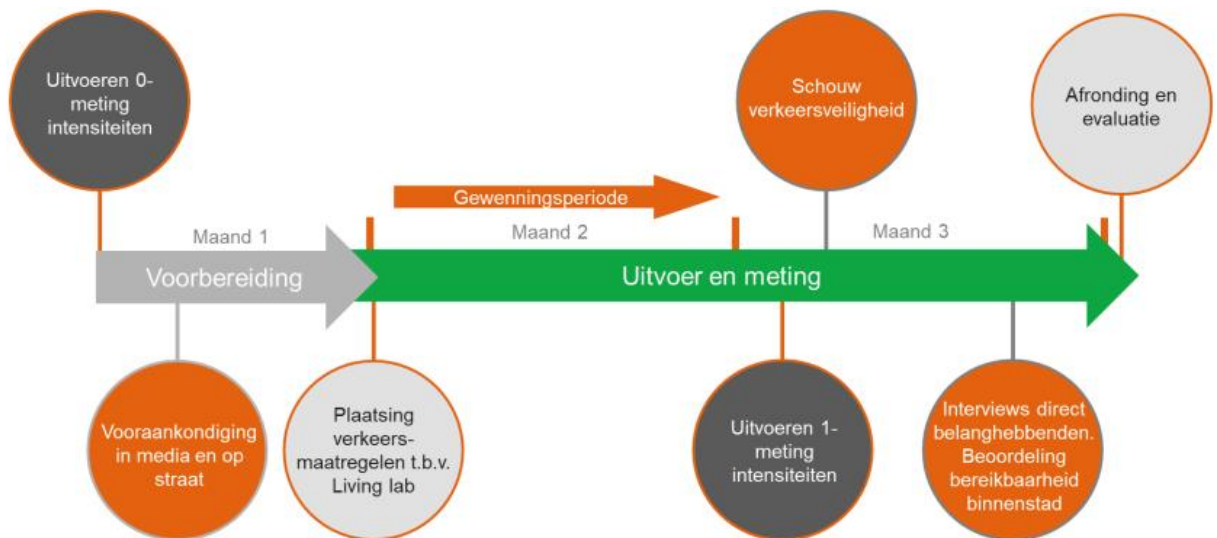 Uitvoeren 0-
meting
intensiteiten
Schouw
verkeersveiligheid
Afronding en
evaluatie
Gewenningsperiode
Maand 1
Maand 2
Maand 3
Voorbereiding
Uitvoer en meting
Vooraankondiging
in media en op
straat
Plaatsing
verkeers-
maatregelen t.b.v.
Living lab
Uitvoeren 1-
meting
intensiteiten
Interviews direct
belanghebbenden.
Beoordeling
bereikbaarheid
binnenstad